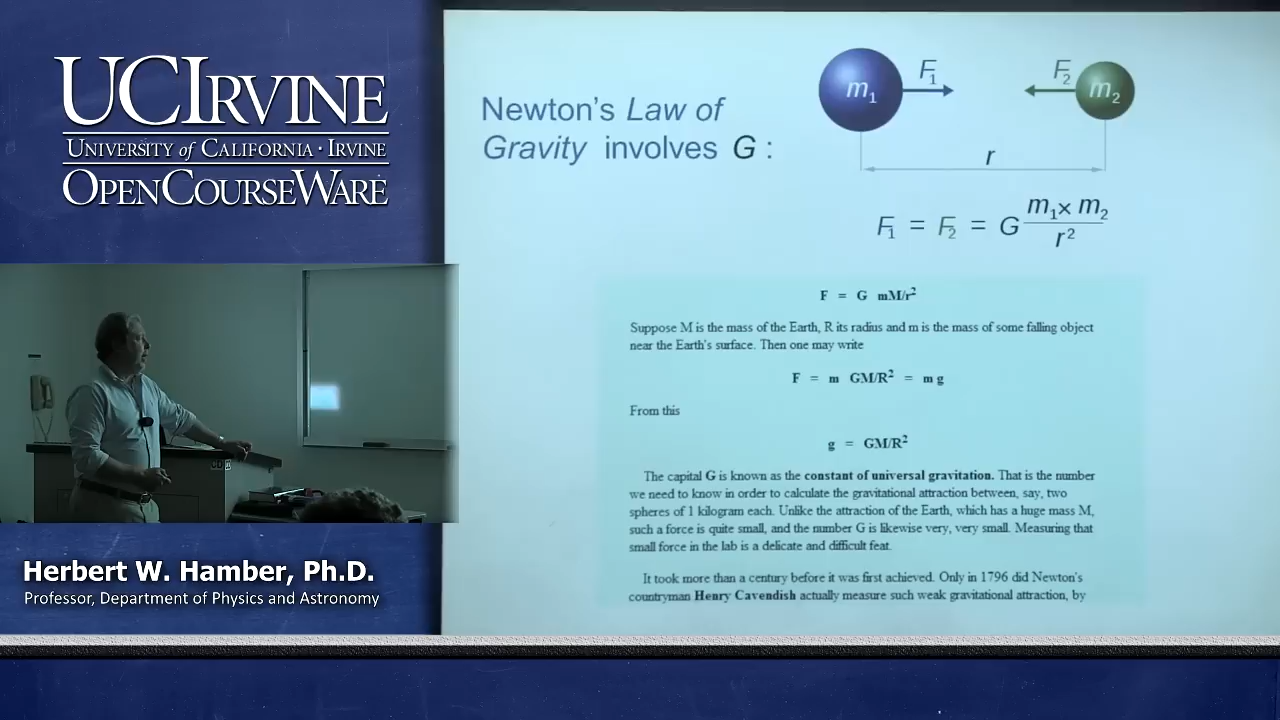 UCIRVINE
UNIVERSITY of CALIFORNIA · IRVINE
OPENCOURSEWARE
Herbert W. Hamber, Ph.D.
Professor, Department of Physics and Astronomy
Newton's Law of
Gravity involves G :
m₁ F₁ F₂ m₂
r
F₁ = F₂ = G m₁× m₂ / r²
F = G mM/r²
Suppose M is the mass of the Earth, R its radius and m is the mass of some falling object
near the Earth's surface. Then one may write
F = m GM/R² = m g
From this
g = GM/R²
The capital G is known as the constant of universal gravitation. That is the number
we need to know in order to calculate the gravitational attraction between, say, two
spheres of 1 kilogram each. Unlike the attraction of the Earth, which has a huge mass M,
such a force is quite small, and the number G is likewise very, very small. Measuring that
small force in the lab is a delicate and difficult feat.
It took more than a century before it was first achieved. Only in 1796 did Newton's
countryman Henry Cavendish actually measure such weak gravitational attraction, by